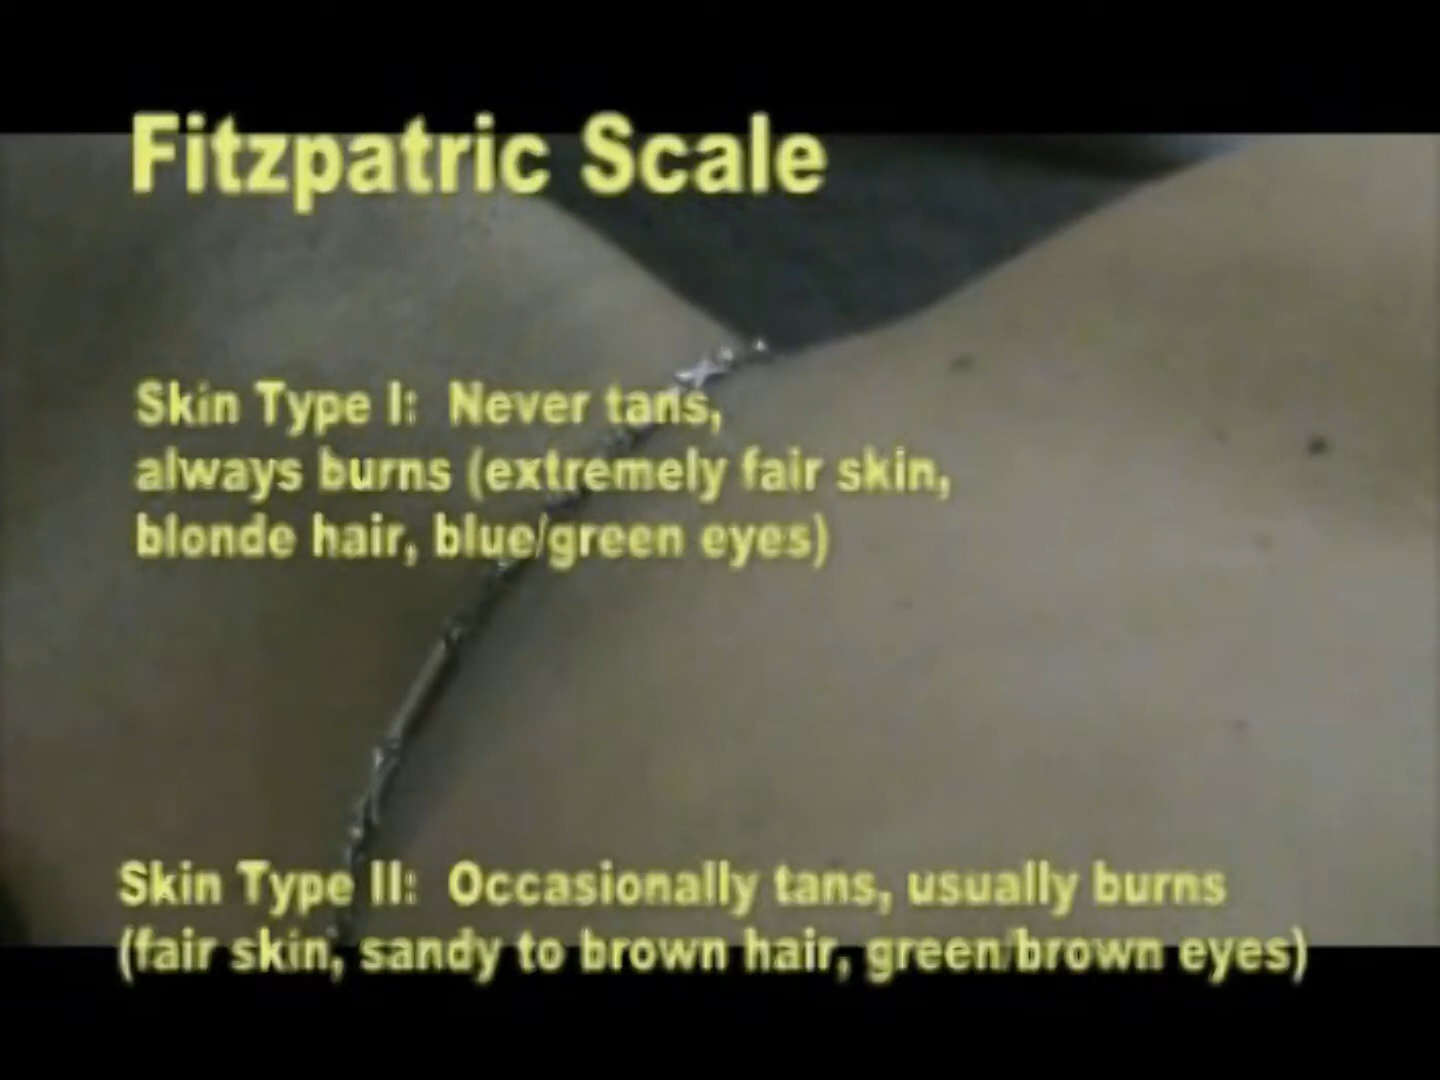 Fitzpatric Scale
Skin Type I: Never tans,
always burns (extremely fair skin,
blonde hair, blue/green eyes)
Skin Type II: Occasionally tans, usually burns
(fair skin, sandy to brown hair, green/brown eyes)